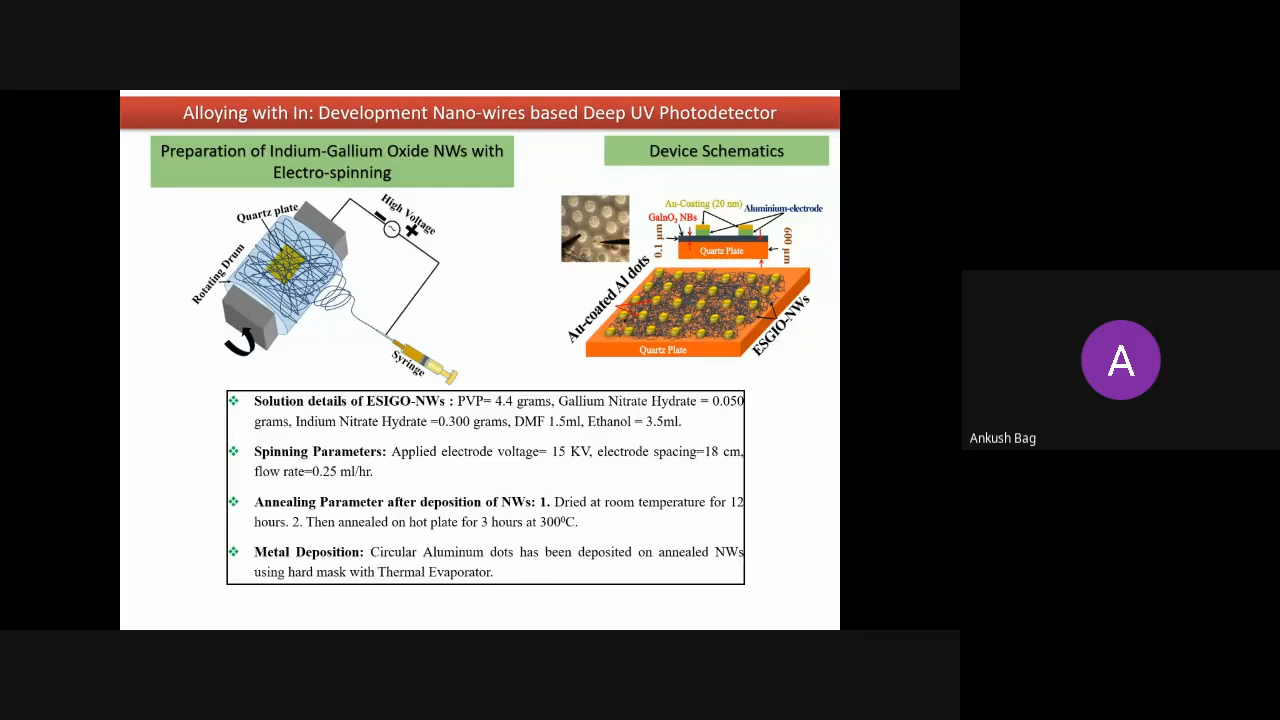 Alloying with In: Development Nano-wires based Deep UV Photodetector
Preparation of Indium-Gallium Oxide NWs with
Electro-spinning
Device Schematics
Quartz plate
High Voltage
Rotating Drum
Syringe
Au-Coating (20 nm)
Aluminium-electrode
GaInO3 NBs
0.1 μm
600 μm
Quartz Plate
Au-coated Al dots
ESGIO-NWs
Quartz Plate
❖ Solution details of ESIGO-NWs : PVP= 4.4 grams, Gallium Nitrate Hydrate = 0.050
grams, Indium Nitrate Hydrate =0.300 grams, DMF 1.5ml, Ethanol = 3.5ml.
❖ Spinning Parameters: Applied electrode voltage= 15 KV, electrode spacing=18 cm,
flow rate=0.25 ml/hr.
❖ Annealing Parameter after deposition of NWs: 1. Dried at room temperature for 12
hours. 2. Then annealed on hot plate for 3 hours at 300⁰C.
❖ Metal Deposition: Circular Aluminum dots has been deposited on annealed NWs
using hard mask with Thermal Evaporator.
A
Ankush Bag